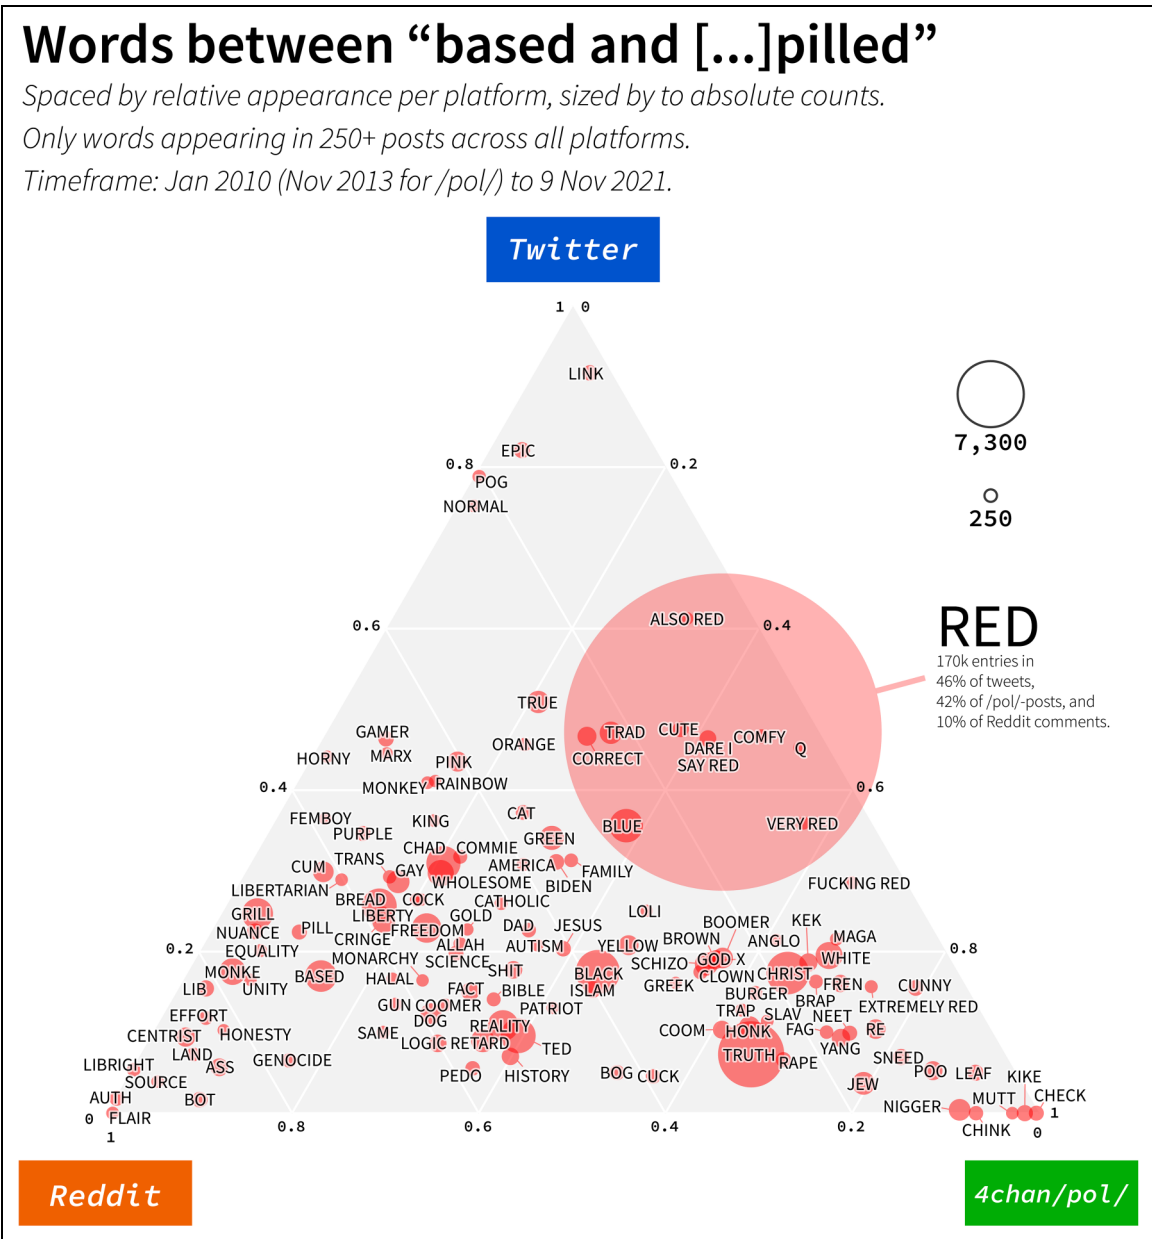 Words between “based and [...]pilled”
Spaced by relative appearance per platform, sized by to absolute counts.
Only words appearing in 250+ posts across all platforms.
Timeframe: Jan 2010 (Nov 2013 for /pol/) to 9 Nov 2021.
Twitter
1 0
LINK
7,300
EPIC
0.8 0.2
POG
NORMAL
250
RED
170k entries in
46% of tweets,
42% of /pol/-posts, and
10% of Reddit comments.
ALSO RED
0.6 0.4
TRUE
GAMER
TRAD CUTE
COMFY
ORANGE
DARE I
SAY RED
Q
HORNY MARX PINK
CORRECT
MONKEY RAINBOW
0.4 0.6
CAT
FEMBOY KING
BLUE VERY RED
PURPLE
GREEN
CHAD COMMIE
TRANS
CUM GAY AMERICA FAMILY
WHOLESOME BIDEN
FUCKING RED
LIBERTARIAN
BREAD COCK CATHOLIC
GRILL LIBERTY GOLD LOLI
NUANCE PILL FREEDOM DAD JESUS BOOMER KEK
CRINGE ALLAH AUTISM YELLOW BROWN ANGLO MAGA
0.2 0.8
EQUALITY
MONARCHY SCIENCE SCHIZO GOD X WHITE
MONKE BASED HALAL SHIT BLACK CLOWN CHRIST
LIB UNITY FACT BIBLE ISLAM GREEK BURGER FREN CUNNY
GUN COOMER PATRIOT TRAP BRAP EXTREMELY RED
EFFORT DOG SLAV NEET
CENTRIST HONESTY SAME REALITY COOM HONK FAG RE
LOGIC RETARD TED YANG
LAND GENOCIDE TRUTH RAPE SNEED
LIBRIGHT ASS
SOURCE PEDO HISTORY BOG CUCK POO LEAF KIKE
JEW
AUTH BOT NIGGER MUTT CHECK
0 FLAIR CHINK 1
1 0.8 0.6 0.4 0.2 0
Reddit
4chan/pol/